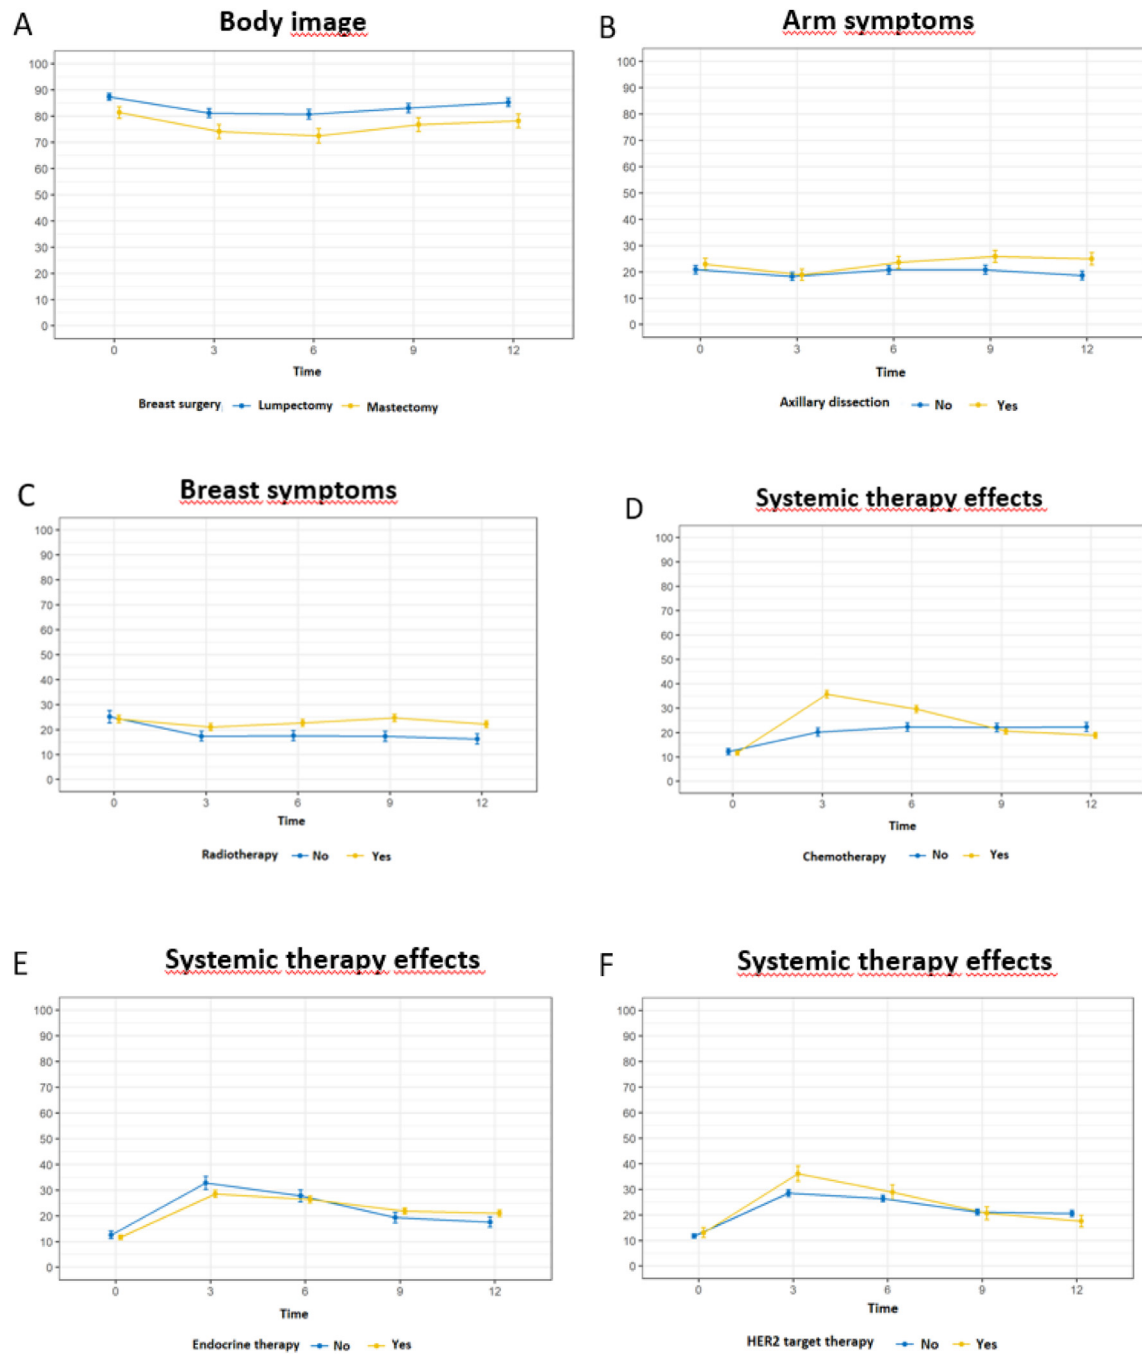 A
Body image
100
90
80
70
60
50
40
30
20
10
0
0 3 6 9 12
Time
Breast surgery Lumpectomy Mastectomy
B
Arm symptoms
100
90
80
70
60
50
40
30
20
10
0
0 3 6 9 12
Time
Axillary dissection No Yes
C
Breast symptoms
100
90
80
70
60
50
40
30
20
10
0
0 3 6 9 12
Time
Radiotherapy No Yes
D
Systemic therapy effects
100
90
80
70
60
50
40
30
20
10
0
0 3 6 9 12
Time
Chemotherapy No Yes
E
Systemic therapy effects
100
90
80
70
60
50
40
30
20
10
0
0 3 6 9 12
Time
Endocrine therapy No Yes
F
Systemic therapy effects
100
90
80
70
60
50
40
30
20
10
0
0 3 6 9 12
Time
HER2 target therapy No Yes